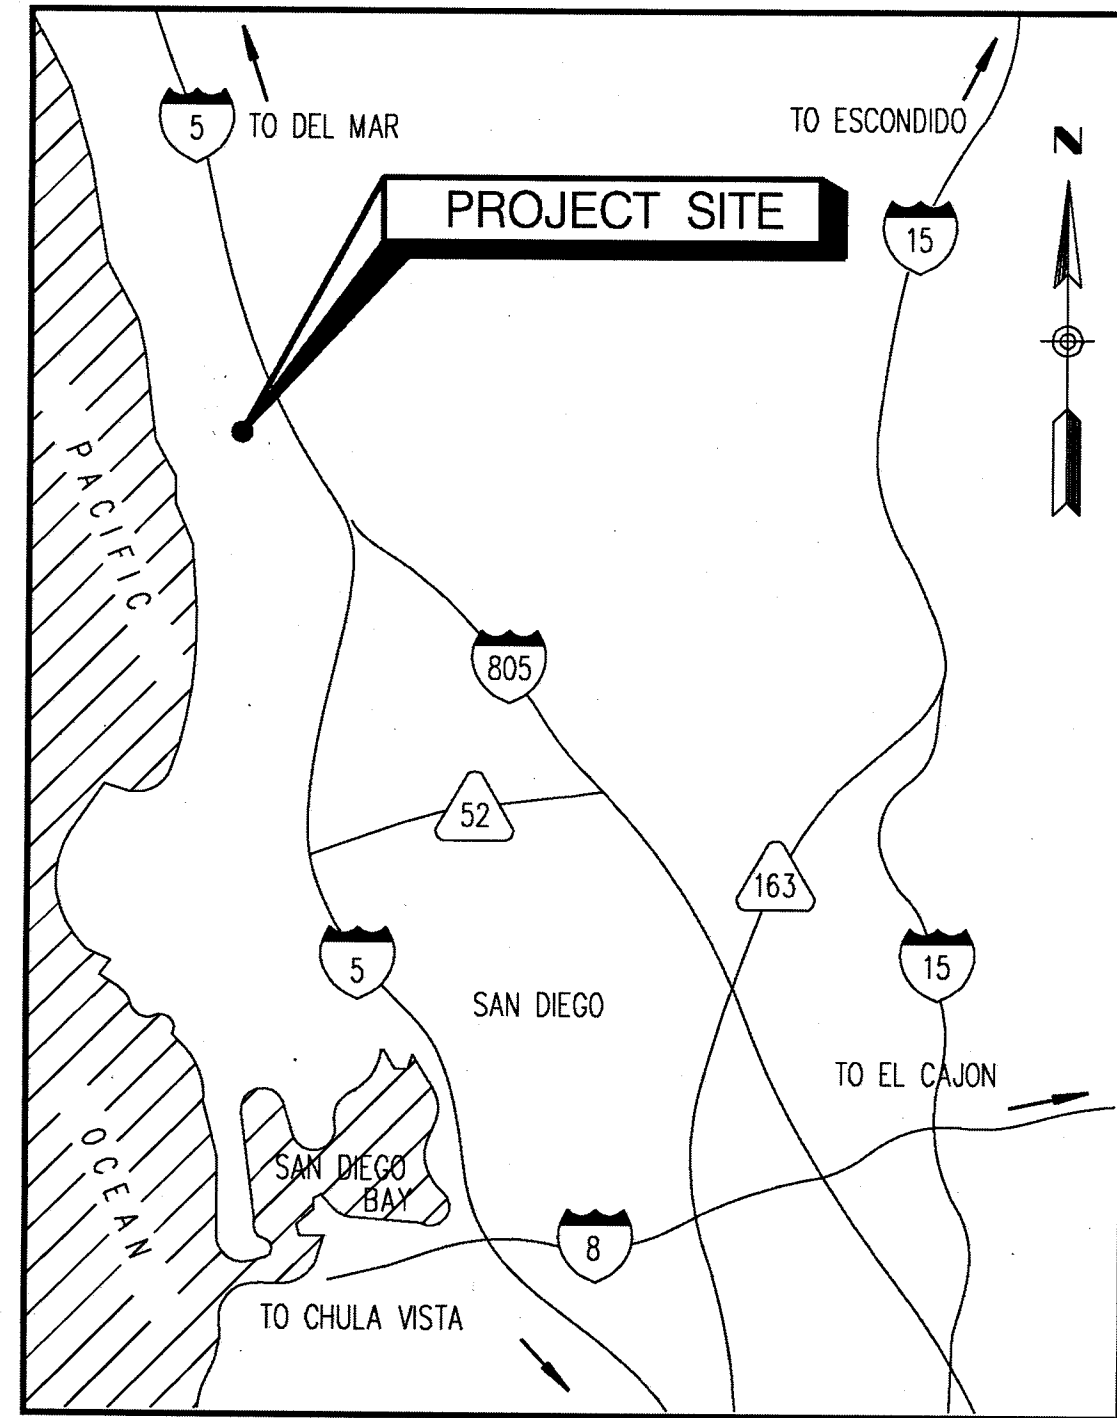 5
TO DEL MAR
TO ESCONDIDO
N
PROJECT SITE
15
PACIFIC
805
52
163
5
15
SAN DIEGO
TO EL CAJON
OCEAN
SAN DIEGO
BAY
8
TO CHULA VISTA